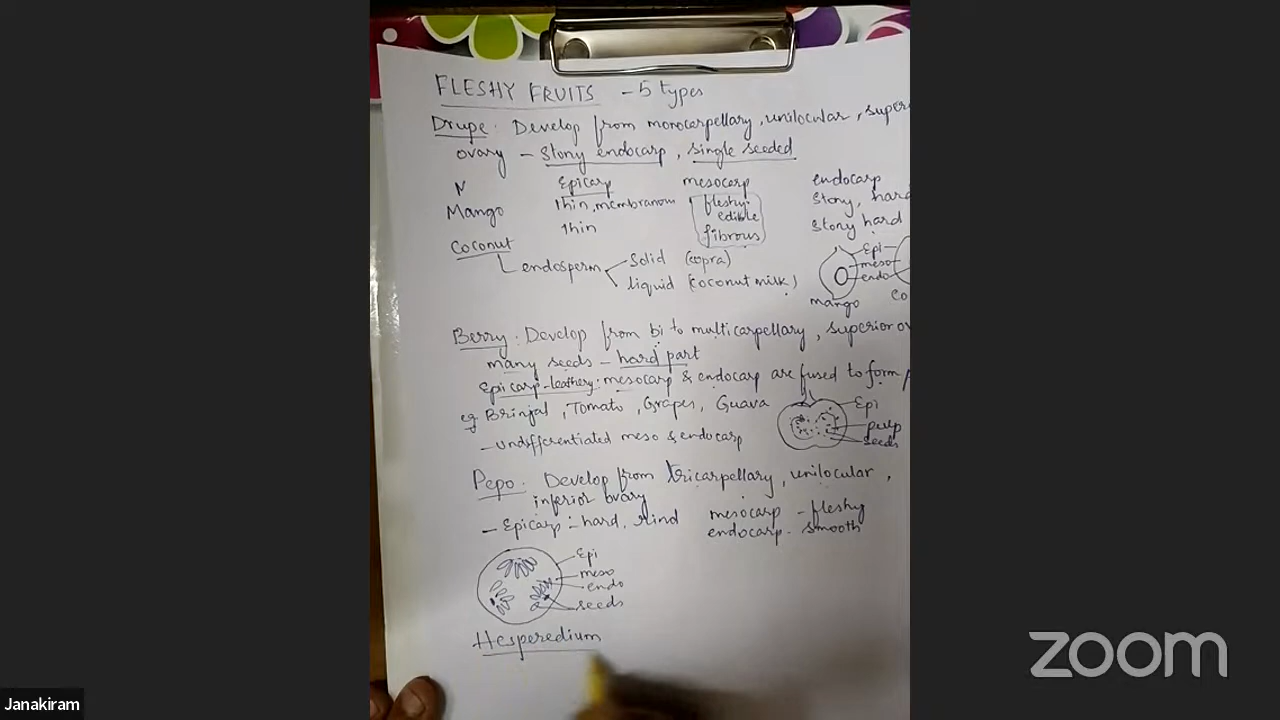 FLESHY FRUITS - 5 types
Drupe: Develop from monocarpellary, unilocular, super
ovary - Stony endocarp, single seeded
N Epicarp mesocarp endocarp
Mango thin, membranous fleshy edible stony, hard
Coconut thin fibrous stony hard
endosperm solid (copra)
liquid (coconut milk)
Epi
meso
endo
mango Co
Berry: Develop from bi to multicarpellary, superior ov
many seeds - hard part
Epicarp - leathery: mesocarp & endocarp are fused to form p
eg Brinjal, Tomato, Grapes, Guava
- undifferentiated meso & endocarp
Epi
pulp
seeds
Pepo: Develop from tricarpellary, unilocular,
inferior ovary
- Epicarp :- hard, rind mesocarp - fleshy
endocarp - smooth
Epi
meso
endo
seeds
Hesperedium
zoom
Janakiram